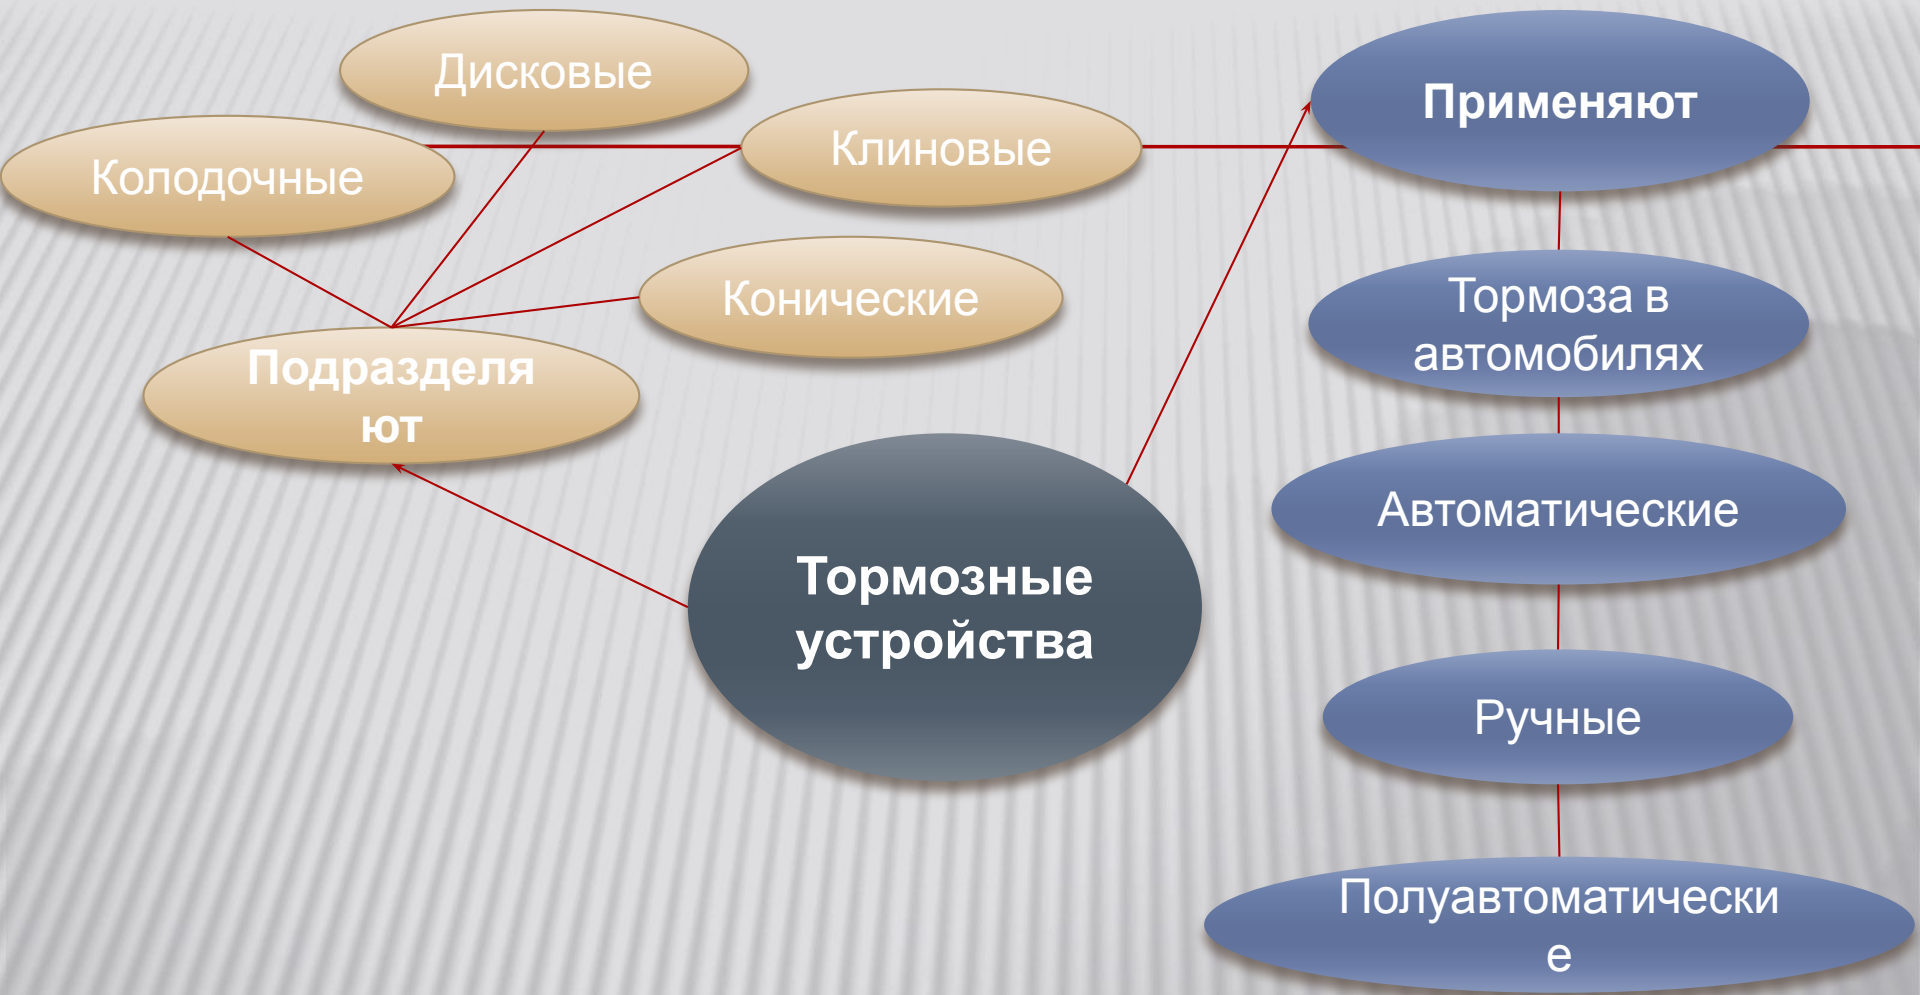 Дисковые
Применяют
Клиновые
Колодочные
Конические
Тормоза в
автомобилях
Подразделя
ют
Автоматические
Тормозные
устройства
Ручные
Полуавтоматически
е